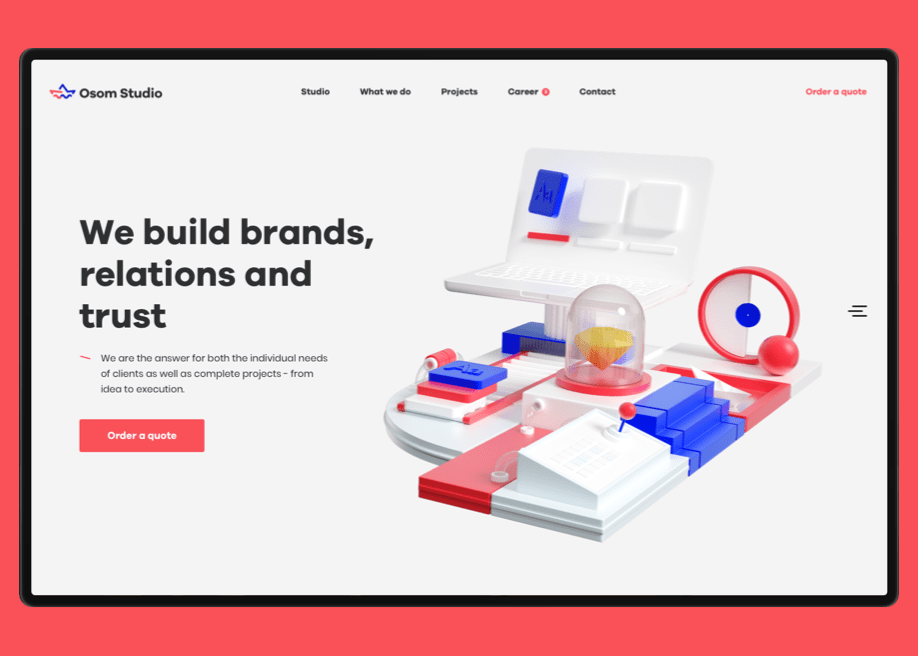 Osom Studio
Studio
What we do
Projects
Career 3
Contact
Order a quote
Aa
We build brands,
relations and
trust
We are the answer for both the individual needs
of clients as well as complete projects - from
idea to execution.
Aa
Order a quote